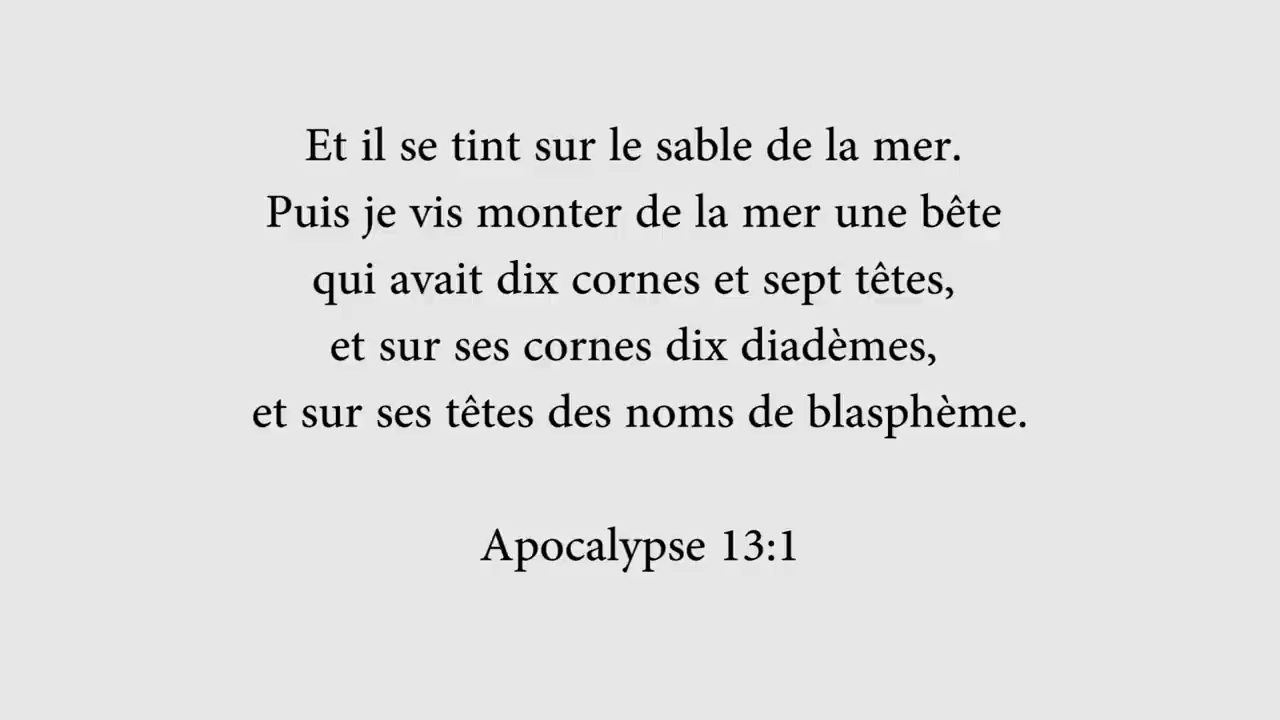 Et il se tint sur le sable de la mer.
Puis je vis monter de la mer une bête
qui avait dix cornes et sept têtes,
et sur ses cornes dix diadèmes,
et sur ses têtes des noms de blasphème.
Apocalypse 13:1